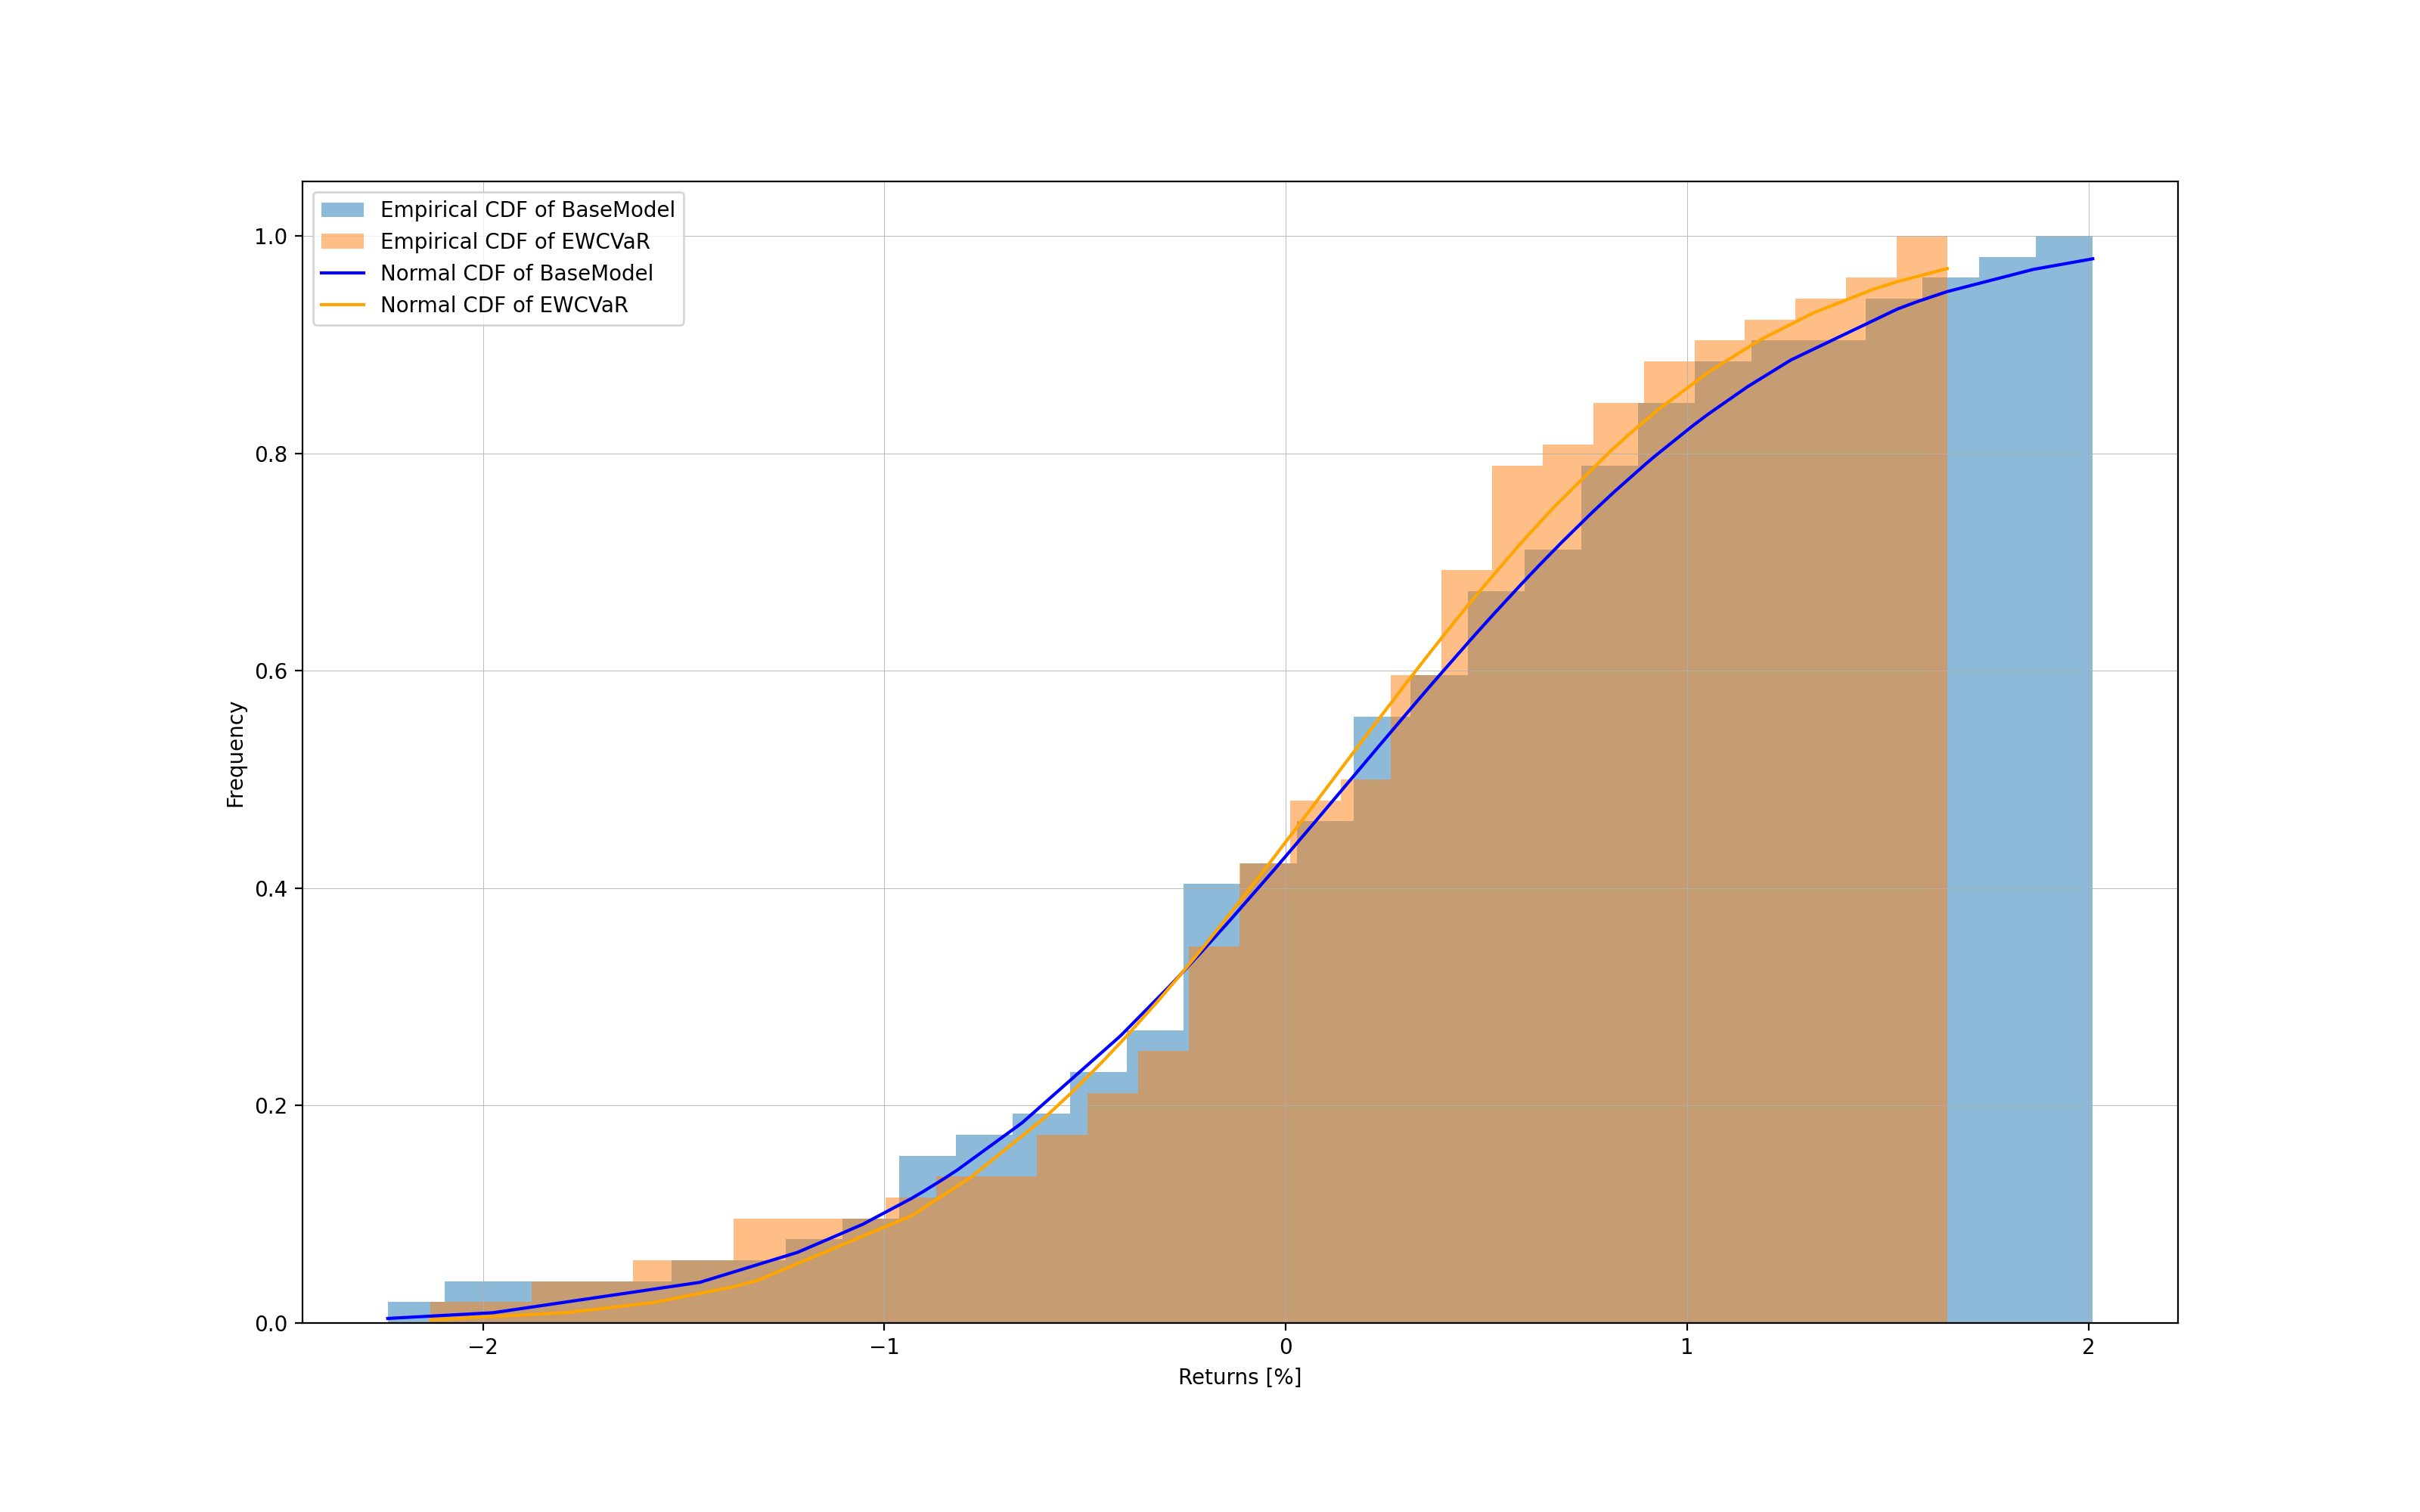 Empirical CDF of BaseModel
Empirical CDF of EWCVaR
Normal CDF of BaseModel
Normal CDF of EWCVaR
1.0
0.8
0.6
0.4
0.2
0.0
Frequency
−2
−1
0
1
2
Returns [%]